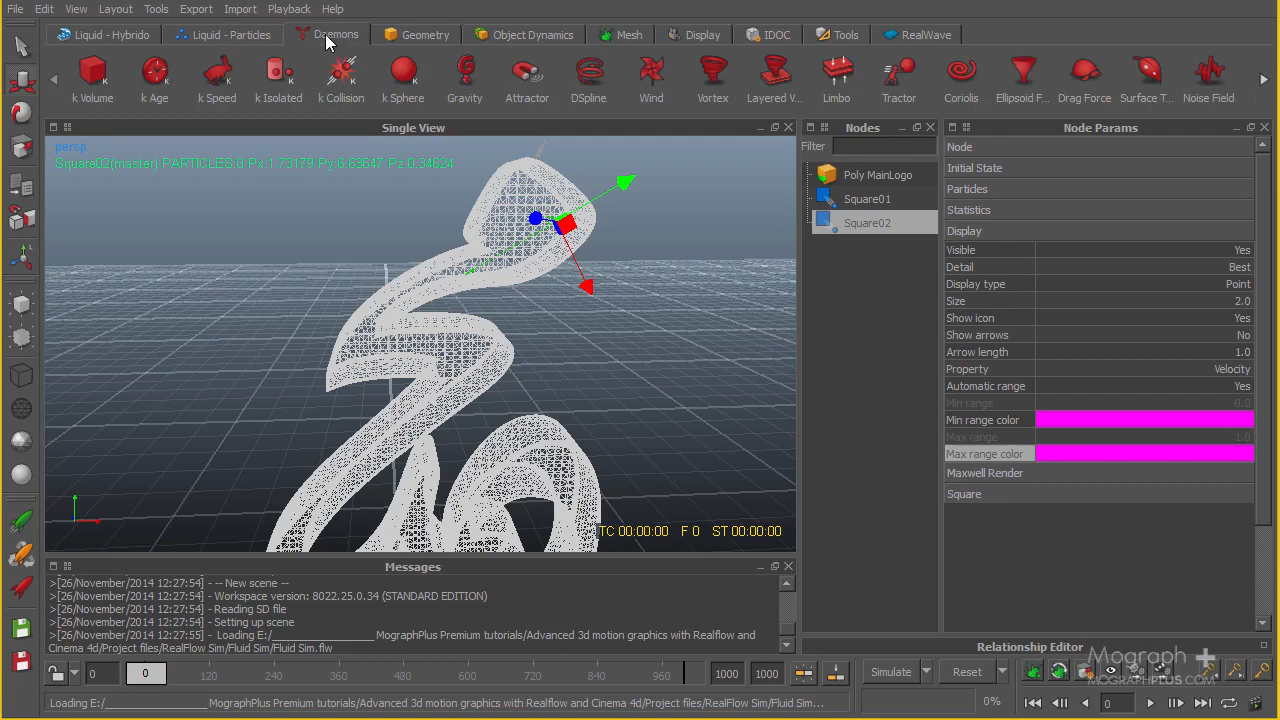 File Edit View Layout Tools Export Import Playback Help
Liquid - Hybrido Liquid - Particles Daemons Geometry Object Dynamics Mesh Display IDOC Tools RealWave
k Volume k Age k Speed k Isolated k Collision k Sphere Gravity Attractor DSpline Wind Vortex Layered V... Limbo Tractor Coriolis Ellipsoid F... Drag Force Surface T... Noise Field
Single View
persp
Square02(master) PARTICLES:0 Px:1.73179 Py:6.63647 Pz:0.34624
TC 00:00:00 F 0 ST 00:00:00
Nodes
Filter
Poly MainLogo
Square01
Square02
Node Params
Node
Initial State
Particles
Statistics
Display
Visible Yes
Detail Best
Display type Point
Size 2.0
Show icon Yes
Show arrows No
Arrow length 1.0
Property Velocity
Automatic range Yes
Min range 0.0
Min range color
Max range 1.0
Max range color
Maxwell Render
Square
Messages
>[26/November/2014 12:27:54] - -- New scene --
>[26/November/2014 12:27:54] - Workspace version: 8022.25.0.34 (STANDARD EDITION)
>[26/November/2014 12:27:54] - Reading SD file
>[26/November/2014 12:27:54] - Setting up scene
>[26/November/2014 12:27:55] - Loading E:/______________ MographPlus Premium tutorials/Advanced 3d motion graphics with Realflow and
Cinema 4d/Project files/RealFlow Sim/Fluid Sim/Fluid Sim.flw
Relationship Editor
Mograph +
MOGRAPHPLUS.COM
0 0 120 240 360 480 600 720 840 960 1000 1000
Simulate Reset
Loading E:/______________ MographPlus Premium tutorials/Advanced 3d motion graphics with Realflow and Cinema 4d/Project files/RealFlow Sim/Fluid Sim...
0% 0